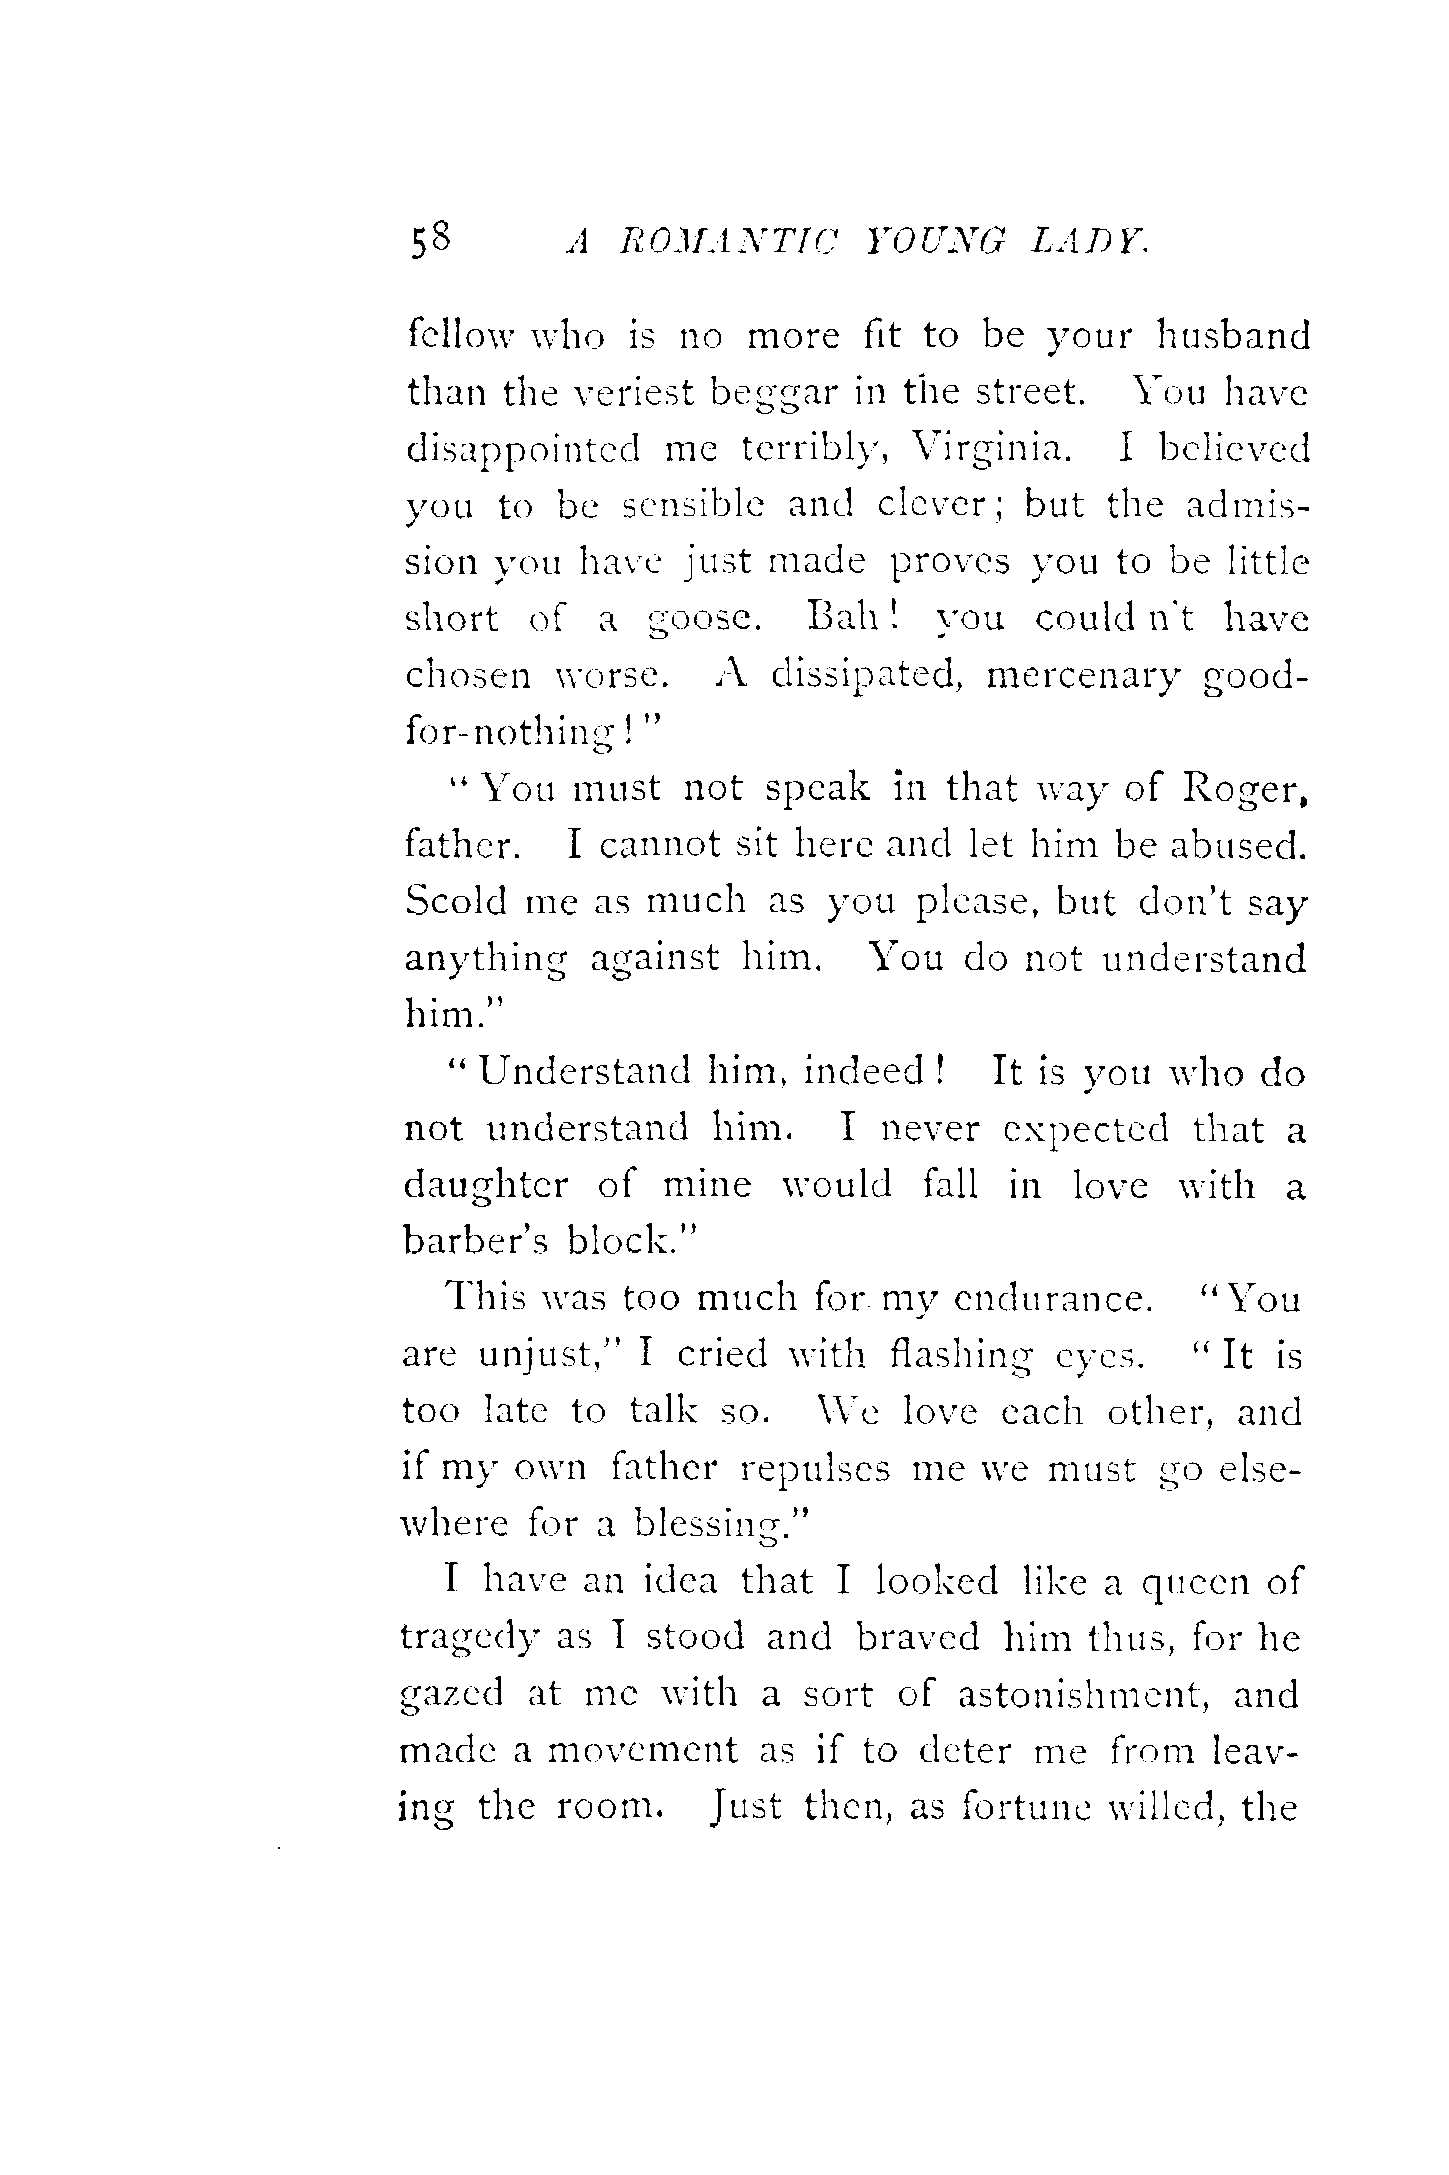 58 A ROMANTIC YOUNG LADY.
fellow who is no more fit to be your husband
than the veriest beggar in the street. You have
disappointed me terribly, Virginia. I believed
you to be sensible and clever; but the admis-
sion you have just made proves you to be little
short of a goose. Bah! you could n't have
chosen worse. A dissipated, mercenary good-
for-nothing!"
"You must not speak in that way of Roger,
father. I cannot sit here and let him be abused.
Scold me as much as you please, but don't say
anything against him. You do not understand
him."
"Understand him, indeed! It is you who do
not understand him. I never expected that a
daughter of mine would fall in love with a
barber's block."
This was too much for my endurance. "You
are unjust," I cried with flashing eyes. "It is
too late to talk so. We love each other, and
if my own father repulses me we must go else-
where for a blessing."
I have an idea that I looked like a queen of
tragedy as I stood and braved him thus, for he
gazed at me with a sort of astonishment, and
made a movement as if to deter me from leav-
ing the room. Just then, as fortune willed, the